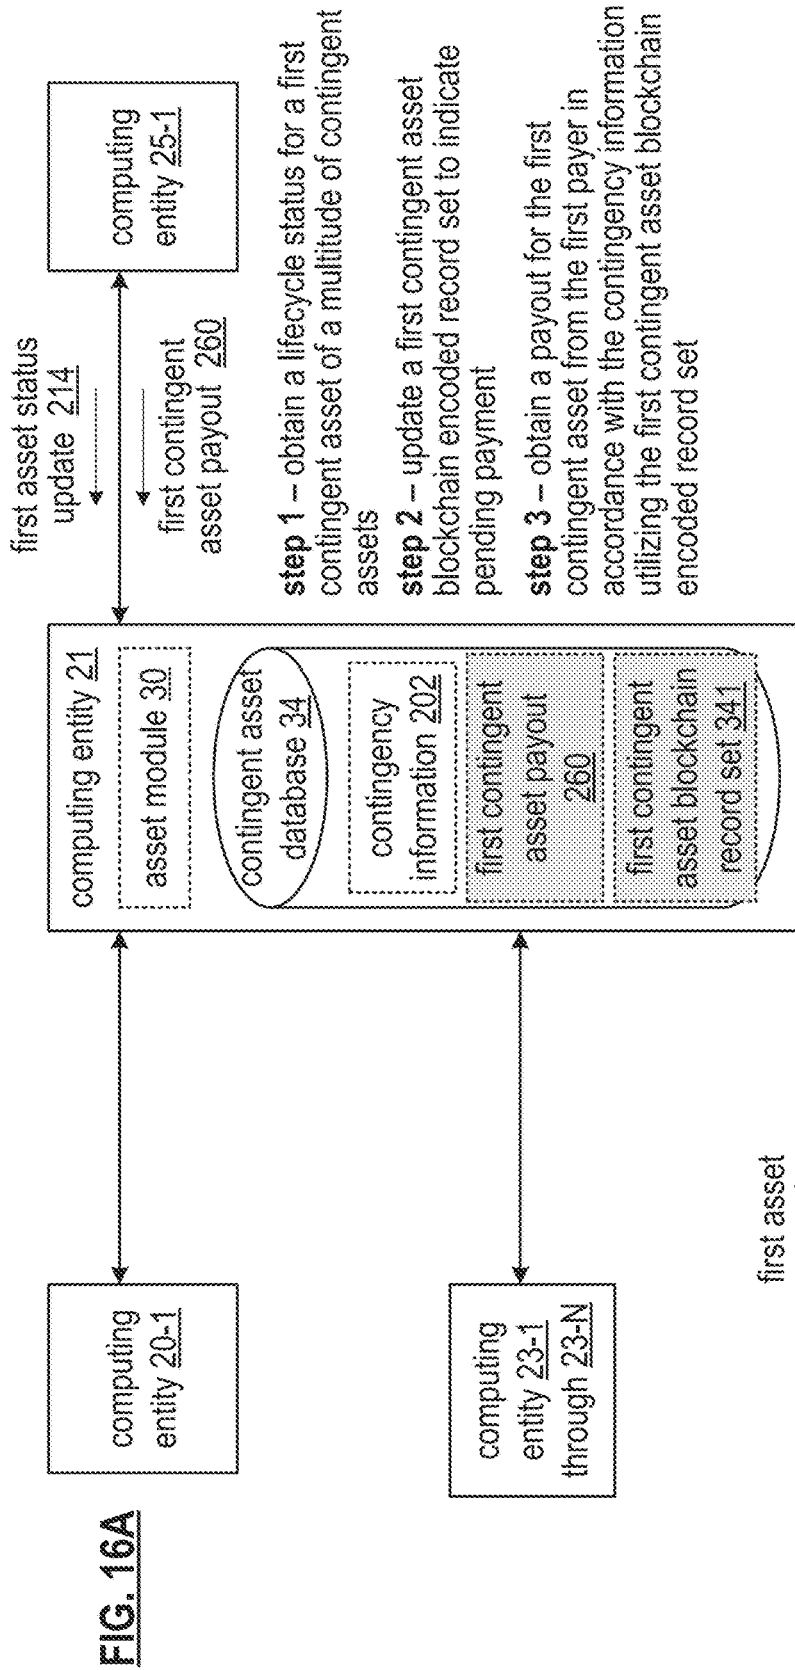 FIG. 16A
computing
entity 20-1
computing
entity 23-1
through 23-N
computing entity 21
asset module 30
contingent asset
database 34
contingency
information 202
first contingent
asset payout
260
first contingent
asset blockchain
record set 341
first asset status
update 214
first contingent
asset payout 260
computing
entity 25-1
step 1 – obtain a lifecycle status for a first
contingent asset of a multitude of contingent
assets
step 2 – update a first contingent asset
blockchain encoded record set to indicate
pending payment
step 3 – obtain a payout for the first
contingent asset from the first payer in
accordance with the contingency information
utilizing the first contingent asset blockchain
encoded record set
first asset